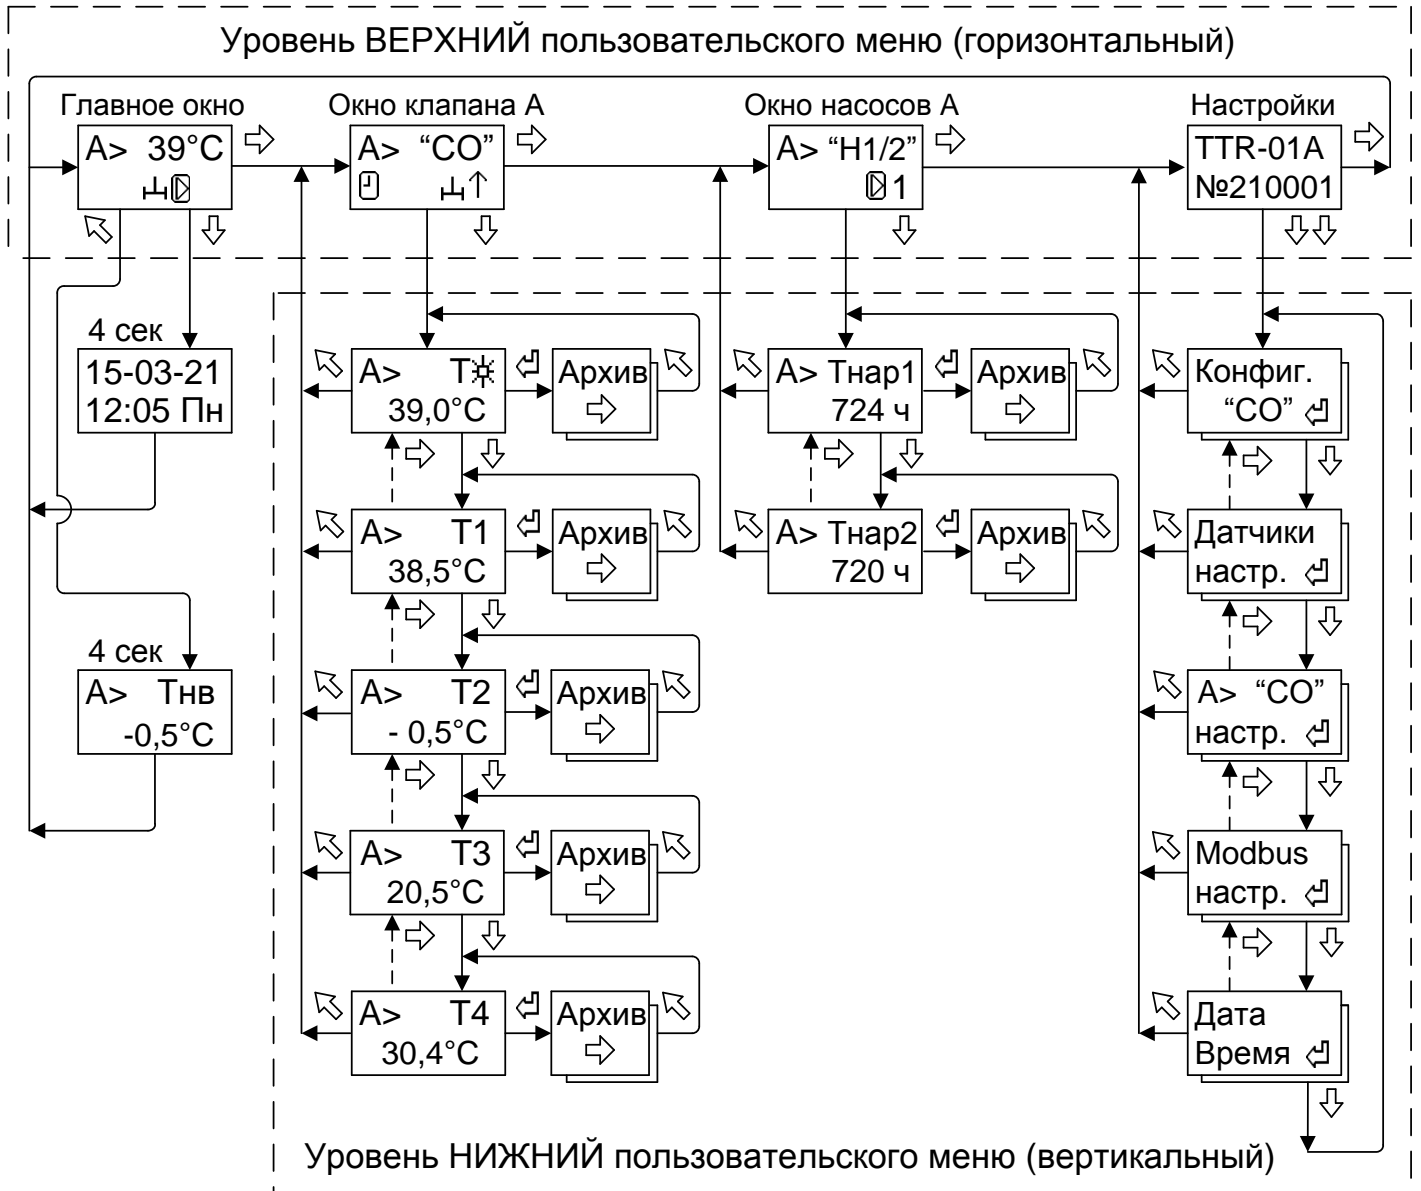 Уровень ВЕРХНИЙ пользовательского меню (горизонтальный)
Главное окно
Окно клапана А
Окно насосов А
Настройки
А> 39°С
А> “СО”
А> “Н1/2”
1
TTR-01A
№210001
4 сек
15-03-21
12:05 Пн
4 сек
А> Тнв
-0,5°С
А> Т
39,0°С
Архив
А> Т1
38,5°С
Архив
А> Т2
- 0,5°С
Архив
А> Т3
20,5°С
Архив
А> Т4
30,4°С
Архив
А> Тнар1
724 ч
Архив
А> Тнар2
720 ч
Архив
Конфиг.
“СО”
Датчики
настр.
А> “СО”
настр.
Modbus
настр.
Дата
Время
Уровень НИЖНИЙ пользовательского меню (вертикальный)